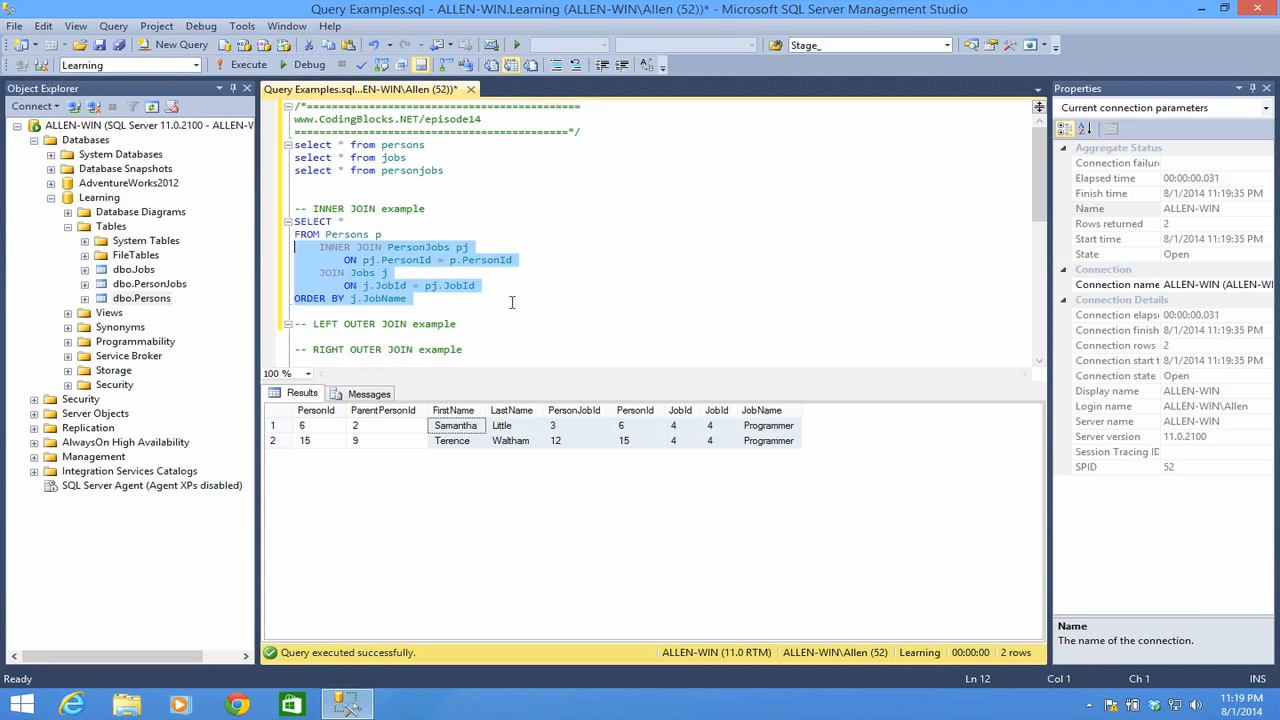 Query Examples.sql - ALLEN-WIN.Learning (ALLEN-WIN\Allen (52))* - Microsoft SQL Server Management Studio
File Edit View Query Project Debug Tools Window Help
New Query Stage_
Learning Execute Debug
Object Explorer
Connect
ALLEN-WIN (SQL Server 11.0.2100 - ALLEN-W
Databases
System Databases
Database Snapshots
AdventureWorks2012
Learning
Database Diagrams
Tables
System Tables
FileTables
dbo.Jobs
dbo.PersonJobs
dbo.Persons
Views
Synonyms
Programmability
Service Broker
Storage
Security
Security
Server Objects
Replication
AlwaysOn High Availability
Management
Integration Services Catalogs
SQL Server Agent (Agent XPs disabled)
Query Examples.sql...EN-WIN\Allen (52))*
/*==========================================
www.CodingBlocks.NET/episode14
==========================================*/
select * from persons
select * from jobs
select * from personjobs
-- INNER JOIN example
SELECT *
FROM Persons p
INNER JOIN PersonJobs pj
ON pj.PersonId = p.PersonId
JOIN Jobs j
ON j.JobId = pj.JobId
ORDER BY j.JobName
-- LEFT OUTER JOIN example
-- RIGHT OUTER JOIN example
100 %
Results Messages
PersonId ParentPersonId FirstName LastName PersonJobId PersonId JobId JobId JobName
1 6 2 Samantha Little 3 6 4 4 Programmer
2 15 9 Terence Waltham 12 15 4 4 Programmer
Query executed successfully. ALLEN-WIN (11.0 RTM) ALLEN-WIN\Allen (52) Learning 00:00:00 2 rows
Properties
Current connection parameters
Aggregate Status
Connection failur
Elapsed time 00:00:00.031
Finish time 8/1/2014 11:19:35 PM
Name ALLEN-WIN
Rows returned 2
Start time 8/1/2014 11:19:35 PM
State Open
Connection
Connection name ALLEN-WIN (ALLEN-WIN
Connection Details
Connection elaps 00:00:00.031
Connection finish 8/1/2014 11:19:35 PM
Connection rows 2
Connection start t 8/1/2014 11:19:35 PM
Connection state Open
Display name ALLEN-WIN
Login name ALLEN-WIN\Allen
Server name ALLEN-WIN
Server version 11.0.2100
Session Tracing ID
SPID 52
Name
The name of the connection.
Ready Ln 12 Col 1 Ch 1 INS
11:19 PM
8/1/2014